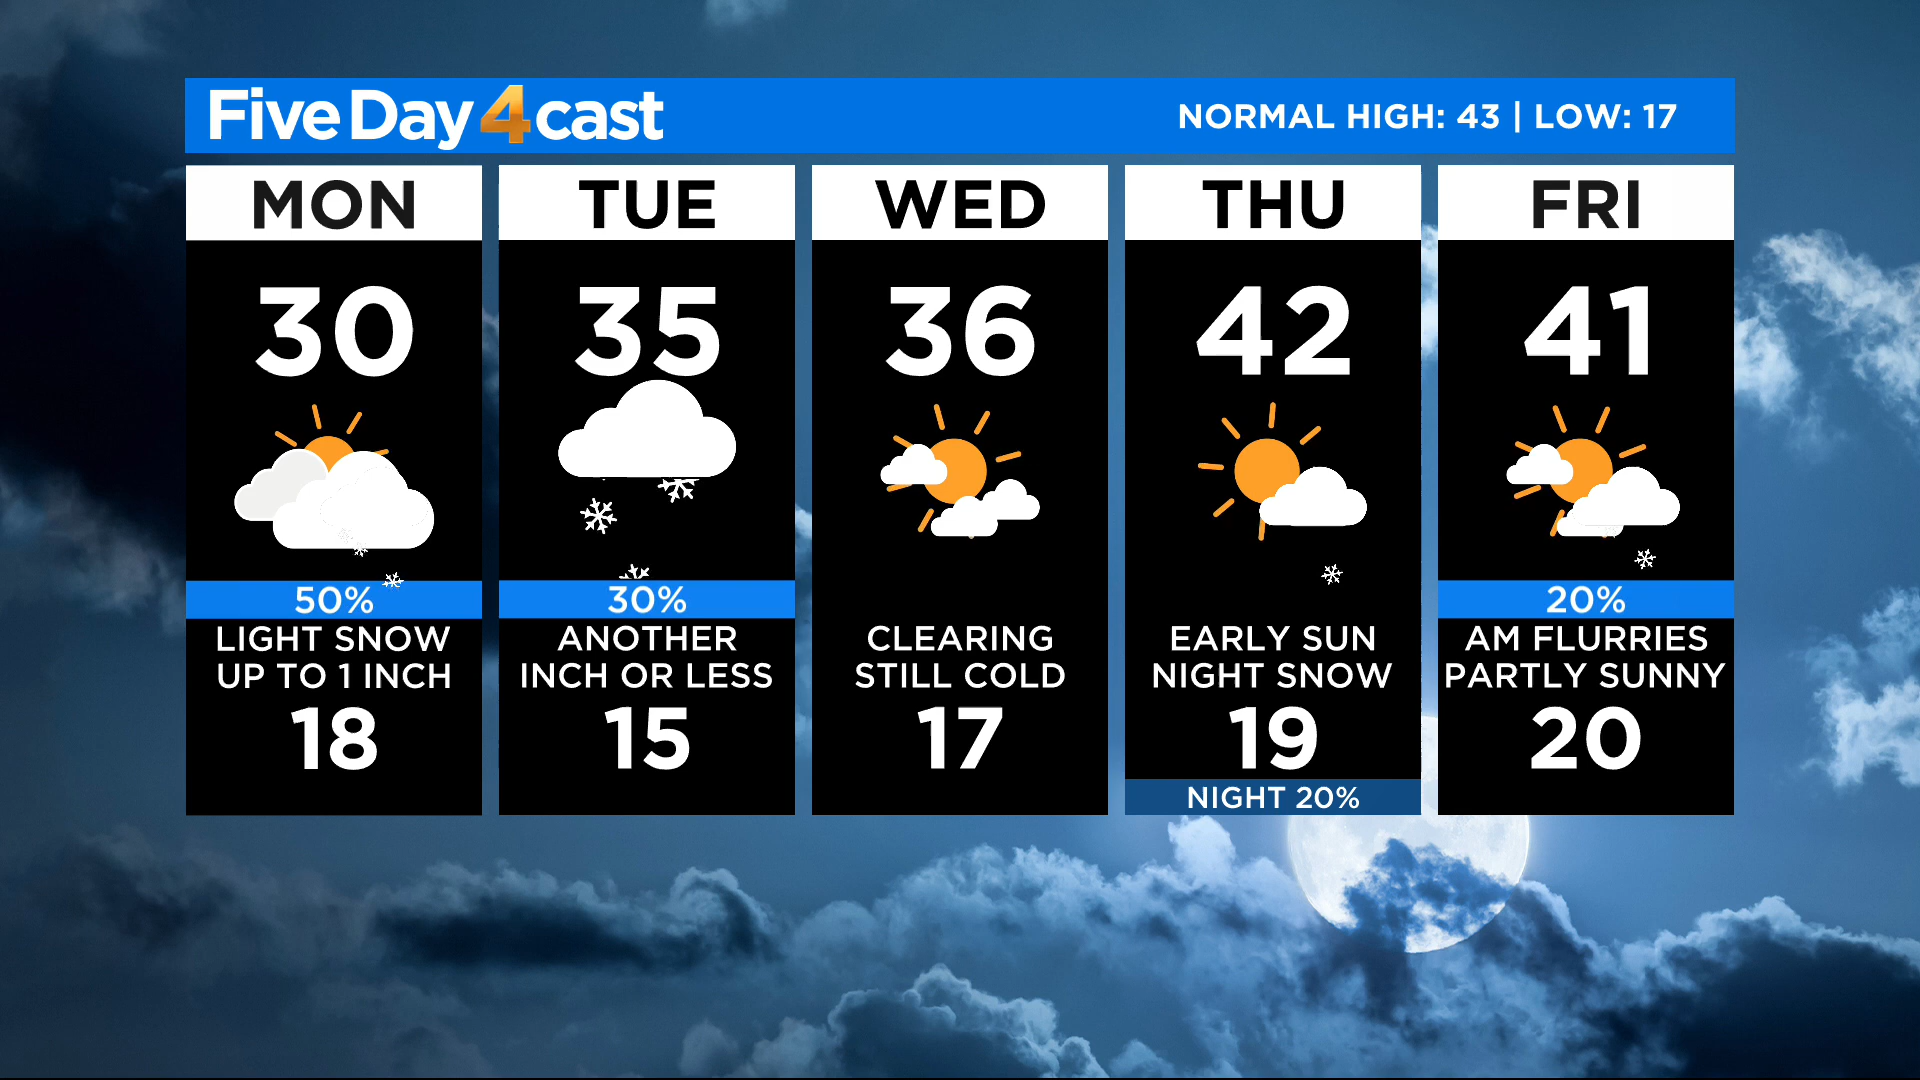 Five Day 4cast
NORMAL HIGH: 43 | LOW: 17
MON
30
50%
LIGHT SNOW
UP TO 1 INCH
18
TUE
35
30%
ANOTHER
INCH OR LESS
15
WED
36
CLEARING
STILL COLD
17
THU
42
EARLY SUN
NIGHT SNOW
19
NIGHT 20%
FRI
41
20%
AM FLURRIES
PARTLY SUNNY
20